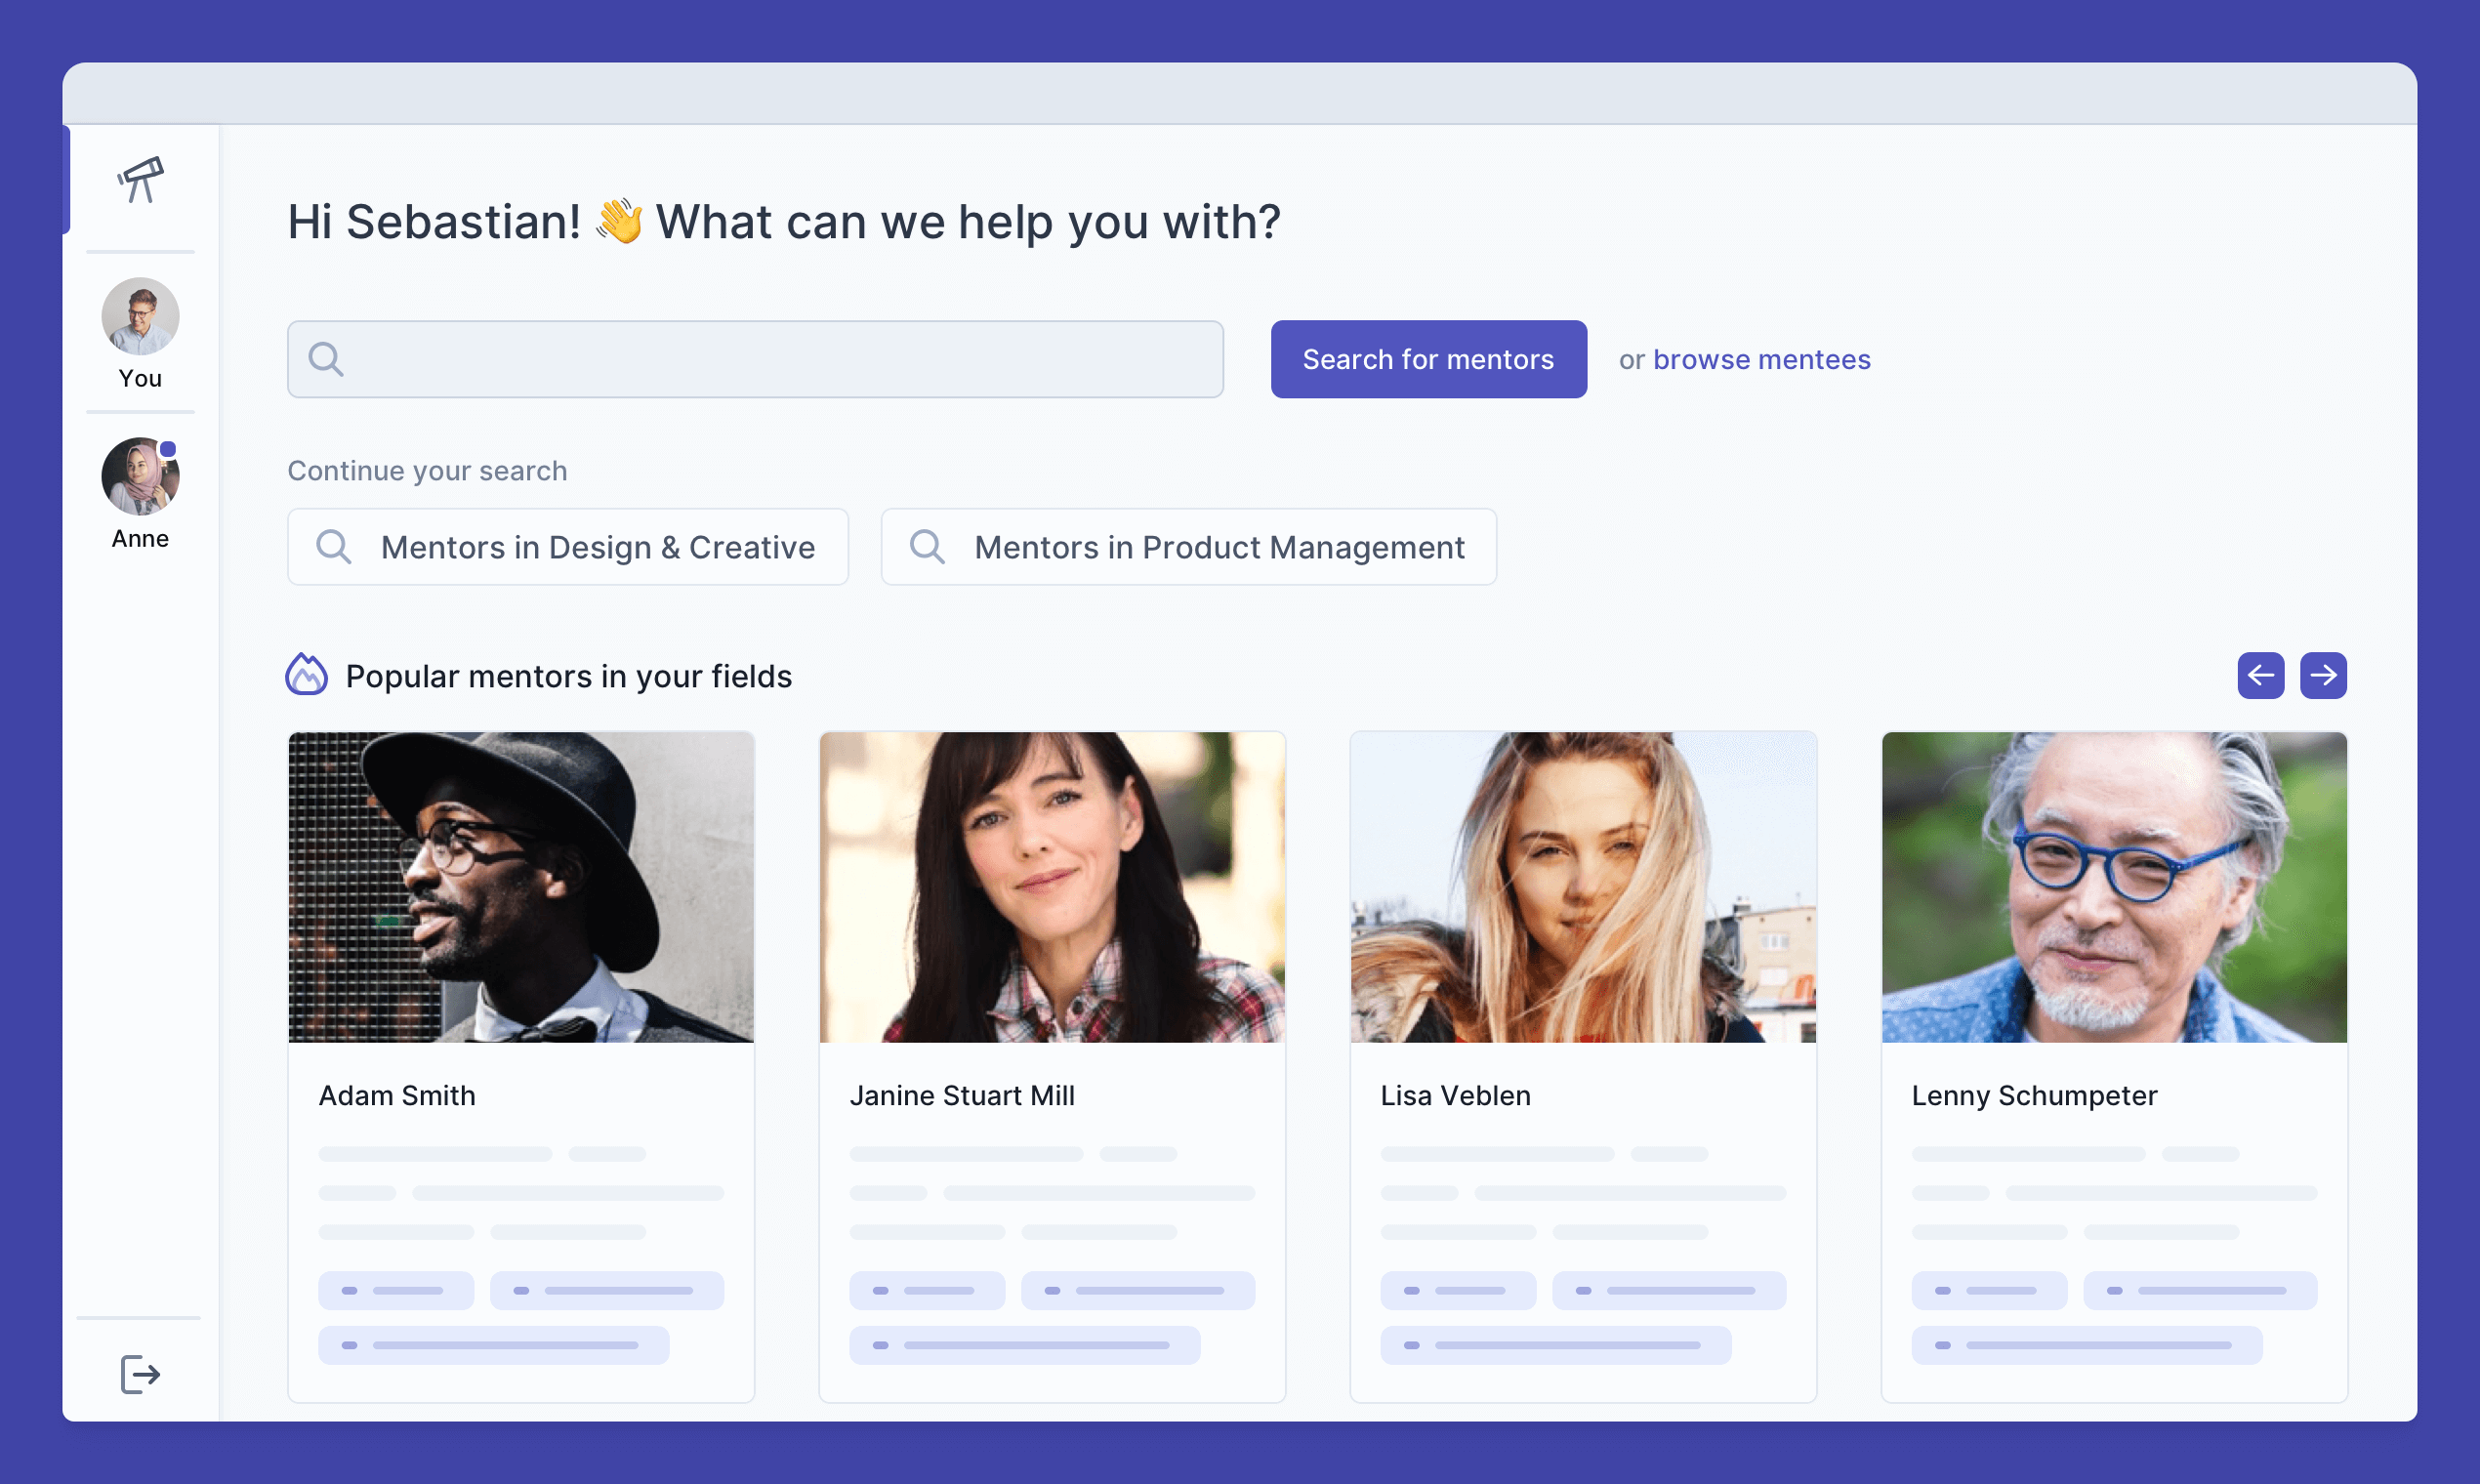 Hi Sebastian! 👋 What can we help you with?
Search for mentors
or browse mentees
You
Continue your search
Mentors in Design & Creative
Mentors in Product Management
Anne
Popular mentors in your fields
Adam Smith
Janine Stuart Mill
Lisa Veblen
Lenny Schumpeter